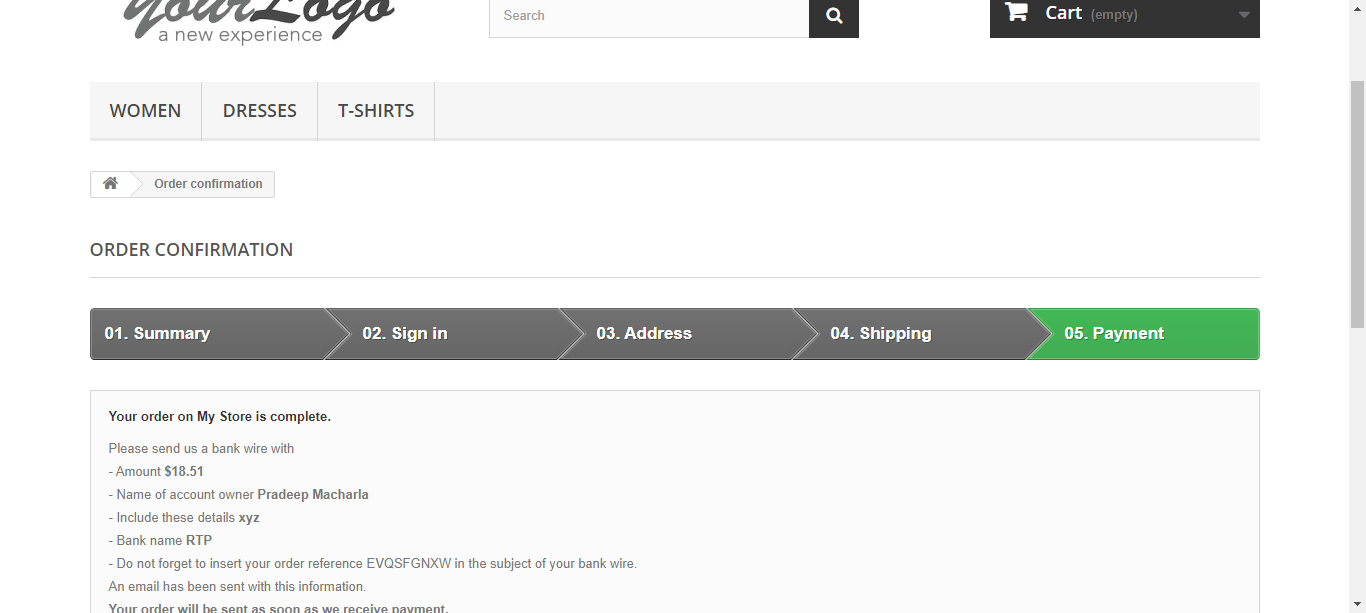 YourLogo
a new experience
Search
Cart (empty)
WOMEN
DRESSES
T-SHIRTS
Order confirmation
ORDER CONFIRMATION
01. Summary
02. Sign in
03. Address
04. Shipping
05. Payment
Your order on My Store is complete.
Please send us a bank wire with
- Amount $18.51
- Name of account owner Pradeep Macharla
- Include these details xyz
- Bank name RTP
- Do not forget to insert your order reference EVQSFGNXW in the subject of your bank wire.
An email has been sent with this information.
Your order will be sent as soon as we receive payment.